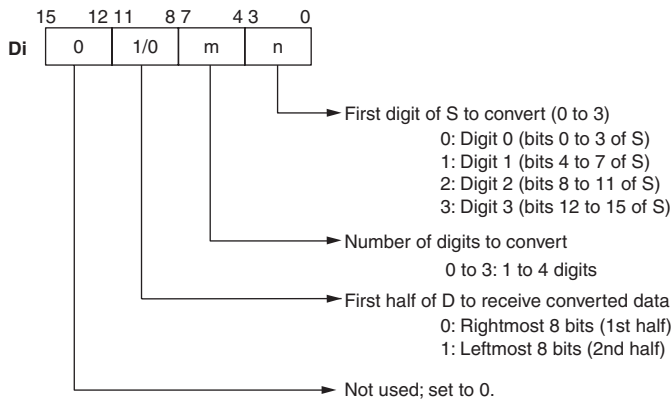 15 12 11 8 7 4 3 0
Di 0 1/0 m n
First digit of S to convert (0 to 3)
0: Digit 0 (bits 0 to 3 of S)
1: Digit 1 (bits 4 to 7 of S)
2: Digit 2 (bits 8 to 11 of S)
3: Digit 3 (bits 12 to 15 of S)
Number of digits to convert
0 to 3: 1 to 4 digits
First half of D to receive converted data
0: Rightmost 8 bits (1st half)
1: Leftmost 8 bits (2nd half)
Not used; set to 0.